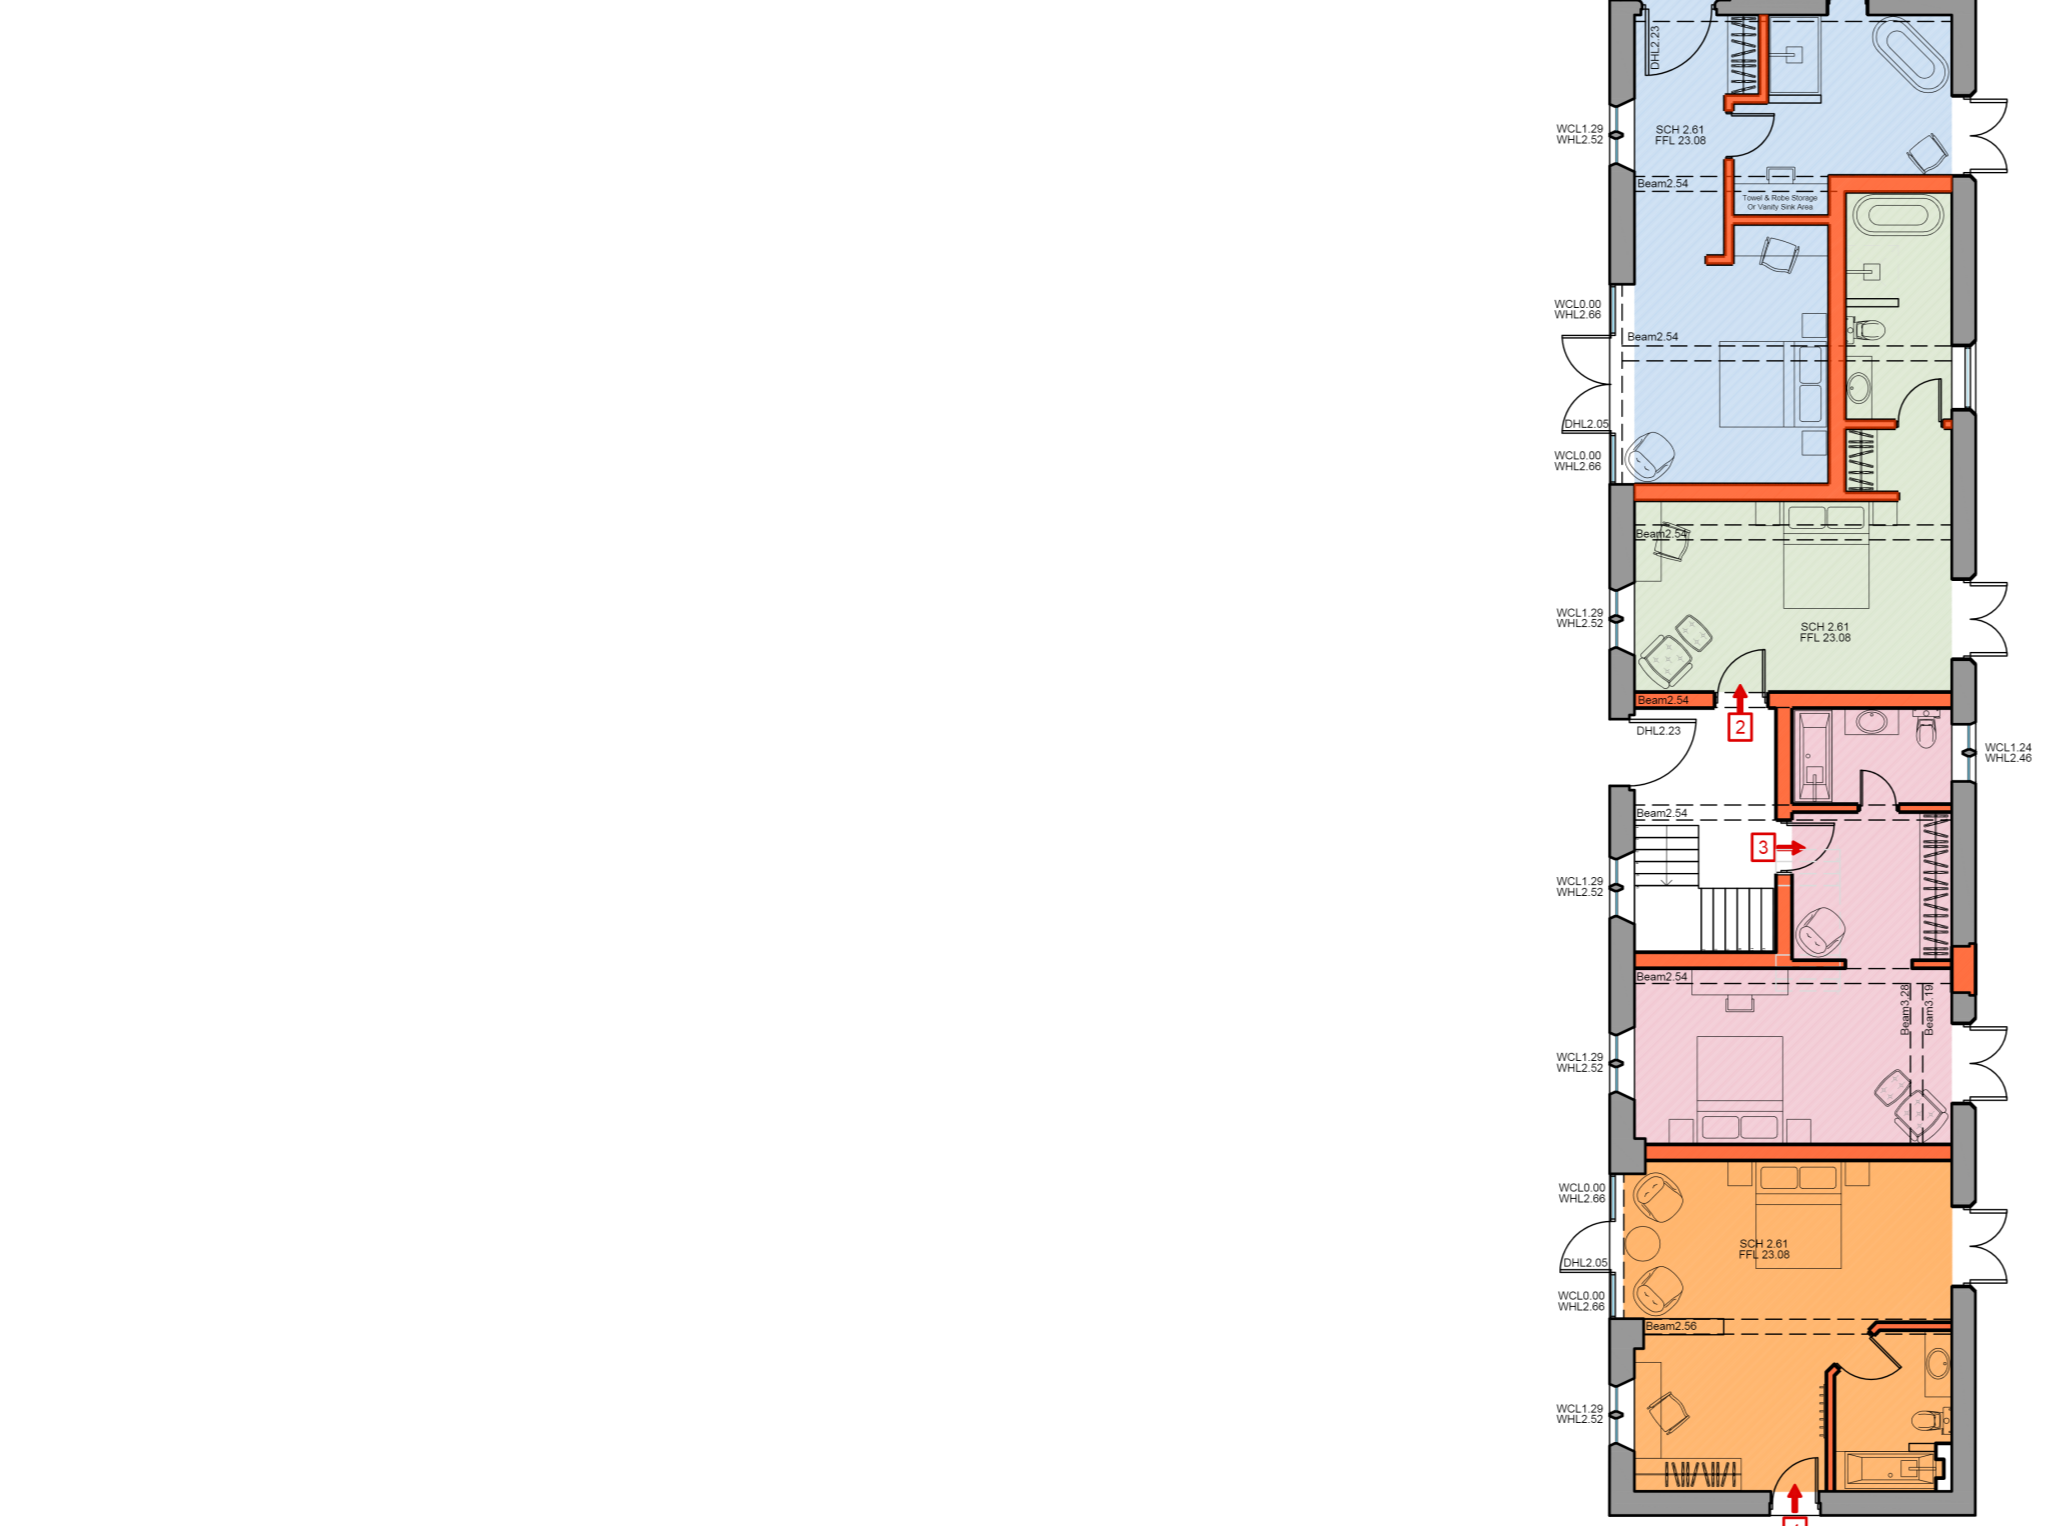 DHL2.23
WCL1.29
WHL2.52
SCH 2.61
FFL 23.08
Beam2.54
Towel & Robe Storage
Or Vanity Sink Area
WCL0.00
WHL2.66
Beam2.54
DHL2.05
WCL0.00
WHL2.66
Beam2.54
WCL1.29
WHL2.52
SCH 2.61
FFL 23.08
Beam2.54
2
DHL2.23
WCL1.24
WHL2.46
Beam2.54
3
WCL1.29
WHL2.52
Beam2.54
Beam3.28
Beam3.19
WCL1.29
WHL2.52
WCL0.00
WHL2.66
SCH 2.61
FFL 23.08
DHL2.05
WCL0.00
WHL2.66
Beam2.56
WCL1.29
WHL2.52